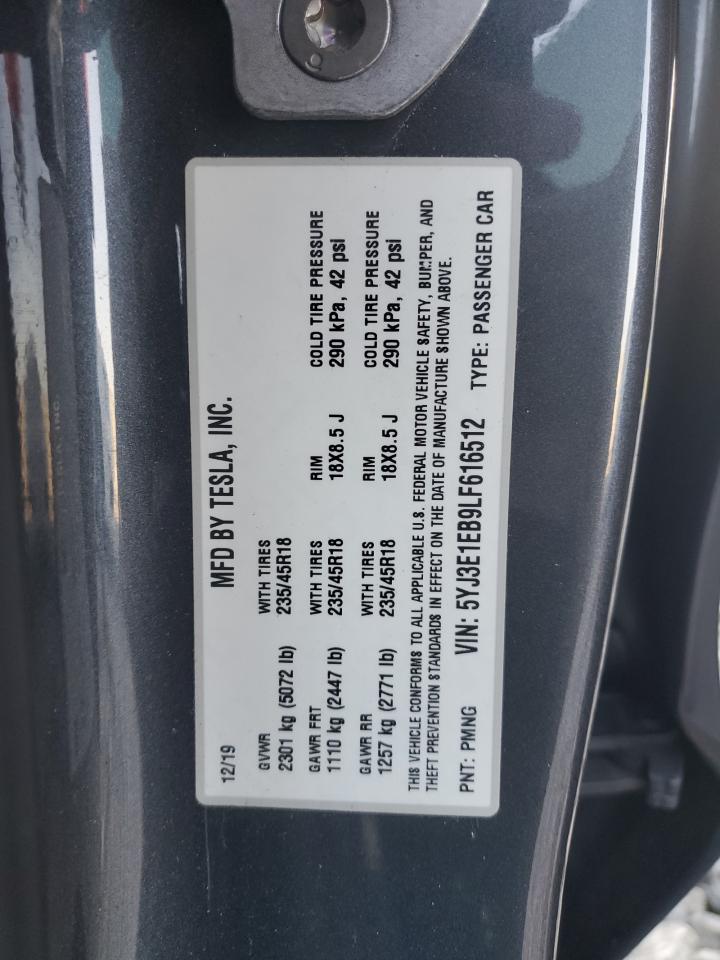 12/19 MFD BY TESLA, INC.
GVWR WITH TIRES
2301 kg (5072 lb) 235/45R18
GAWR FRT WITH TIRES RIM COLD TIRE PRESSURE
1110 kg (2447 lb) 235/45R18 18X8.5 J 290 kPa, 42 psi
GAWR RR WITH TIRES RIM COLD TIRE PRESSURE
1257 kg (2771 lb) 235/45R18 18X8.5 J 290 kPa, 42 psi
THIS VEHICLE CONFORMS TO ALL APPLICABLE U.S. FEDERAL MOTOR VEHICLE SAFETY, BUMPER, AND
THEFT PREVENTION STANDARDS IN EFFECT ON THE DATE OF MANUFACTURE SHOWN ABOVE.
PNT: PMNG VIN: 5YJ3E1EB9LF616512 TYPE: PASSENGER CAR